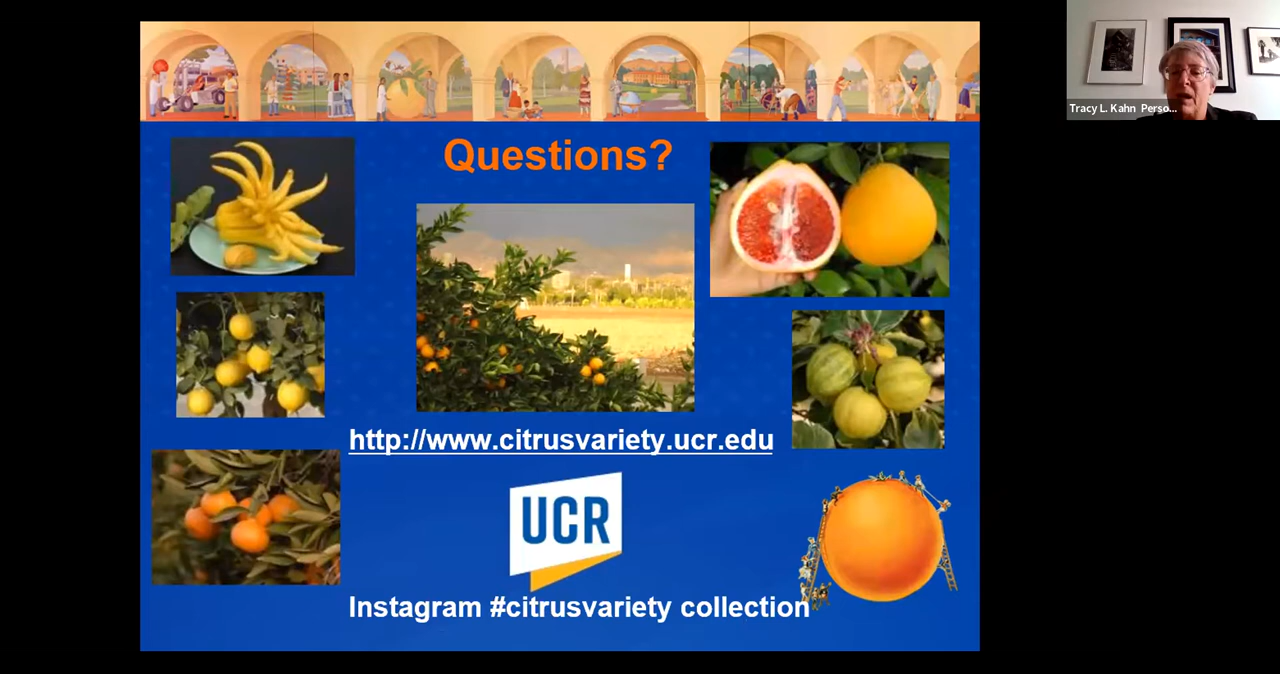 Questions?
http://www.citrusvariety.ucr.edu
UCR
Instagram #citrusvariety collection
Tracy L. Kahn Perso...